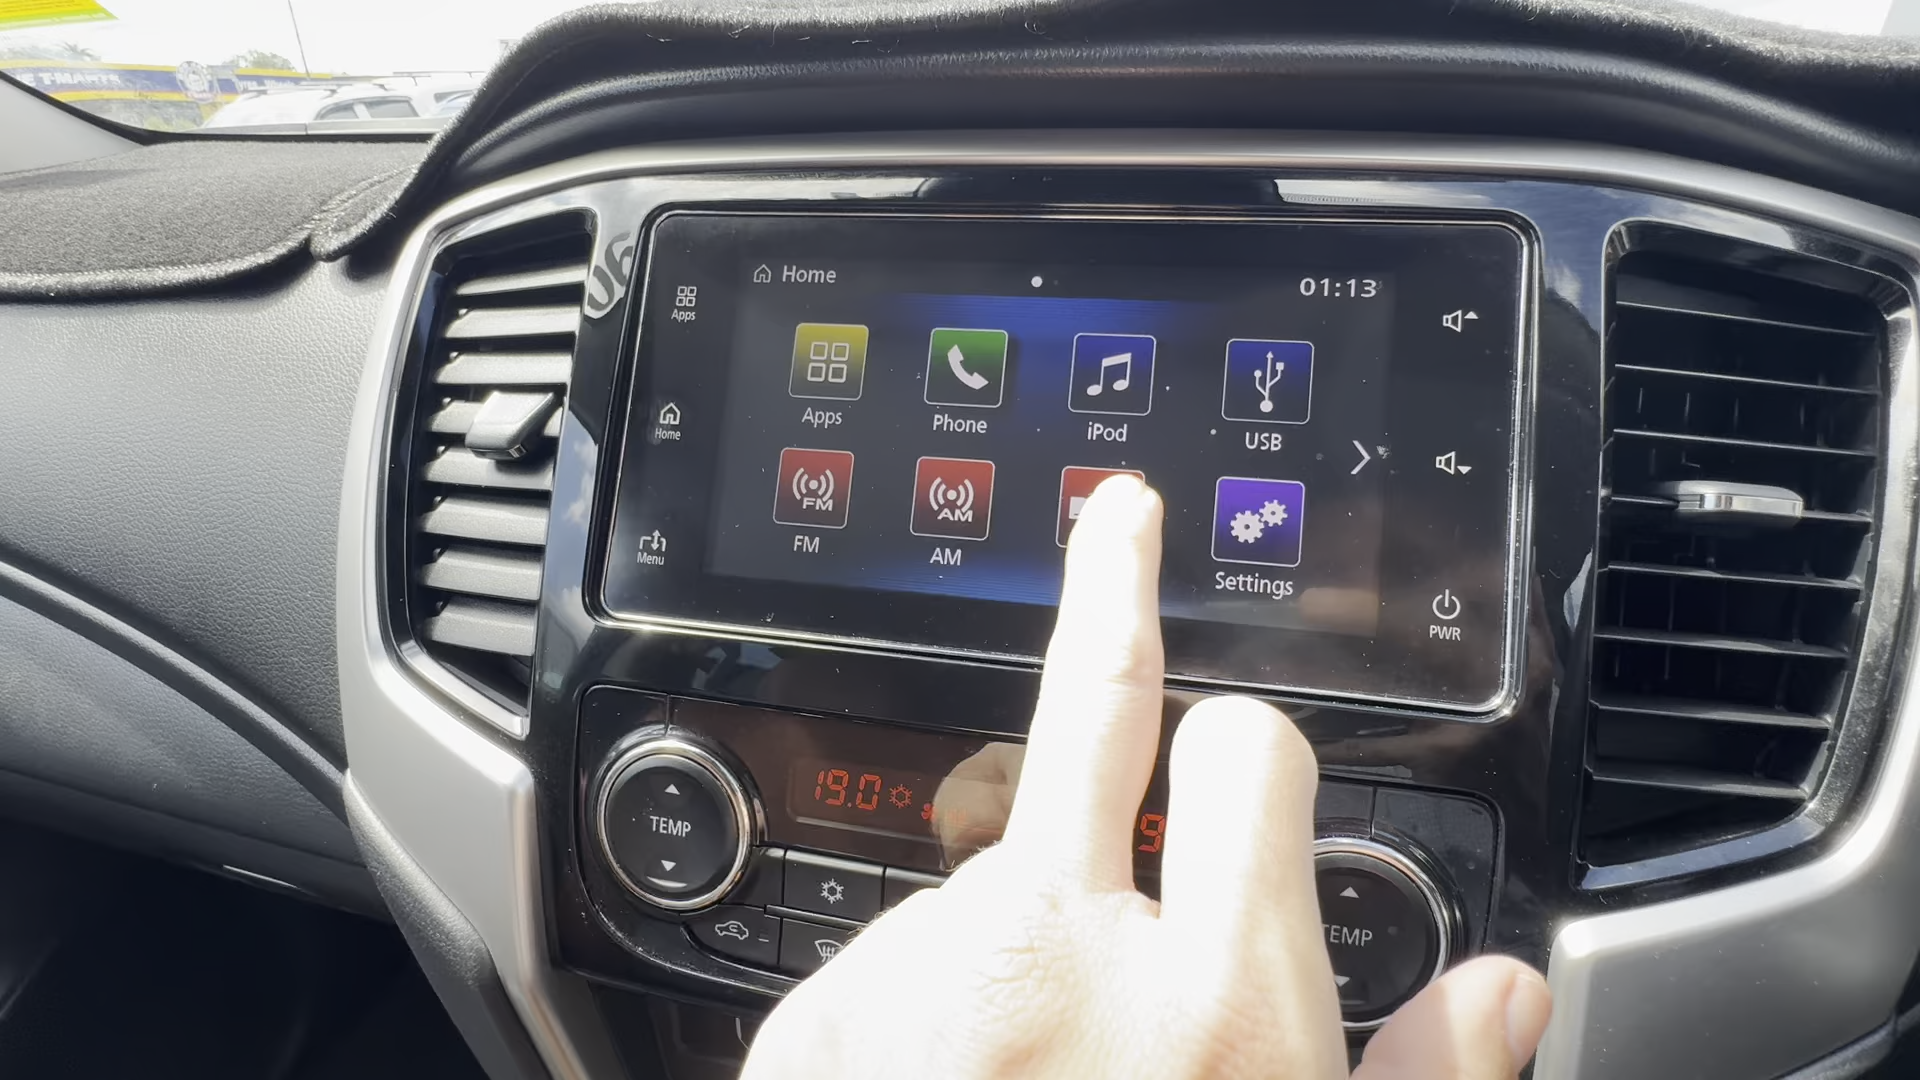 Home
01:13
Apps
Apps
Phone
iPod
USB
Home
FM
AM
FM
AM
Settings
Menu
PWR
TEMP
19.0
9
TEMP